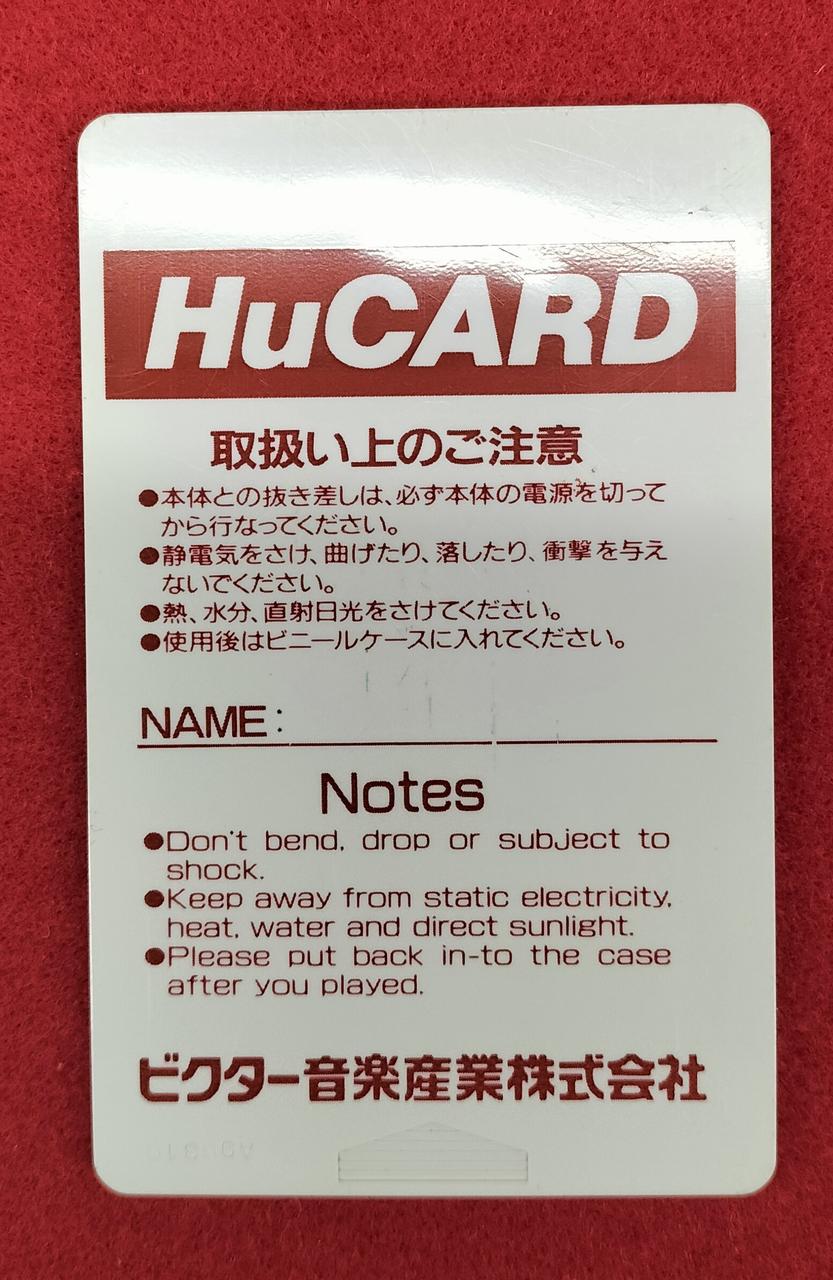 HuCARD
取扱い上のご注意
●本体との抜き差しは、必ず本体の電源を切って
から行なってください。
●静電気をさけ、曲げたり、落したり、衝撃を与え
ないでください。
●熱、水分、直射日光をさけてください。
●使用後はビニールケースに入れてください。
NAME:
Notes
●Don't bend, drop or subject to
shock.
●Keep away from static electricity,
heat, water and direct sunlight.
●Please put back in-to the case
after you played.
ビクター音楽産業株式会社